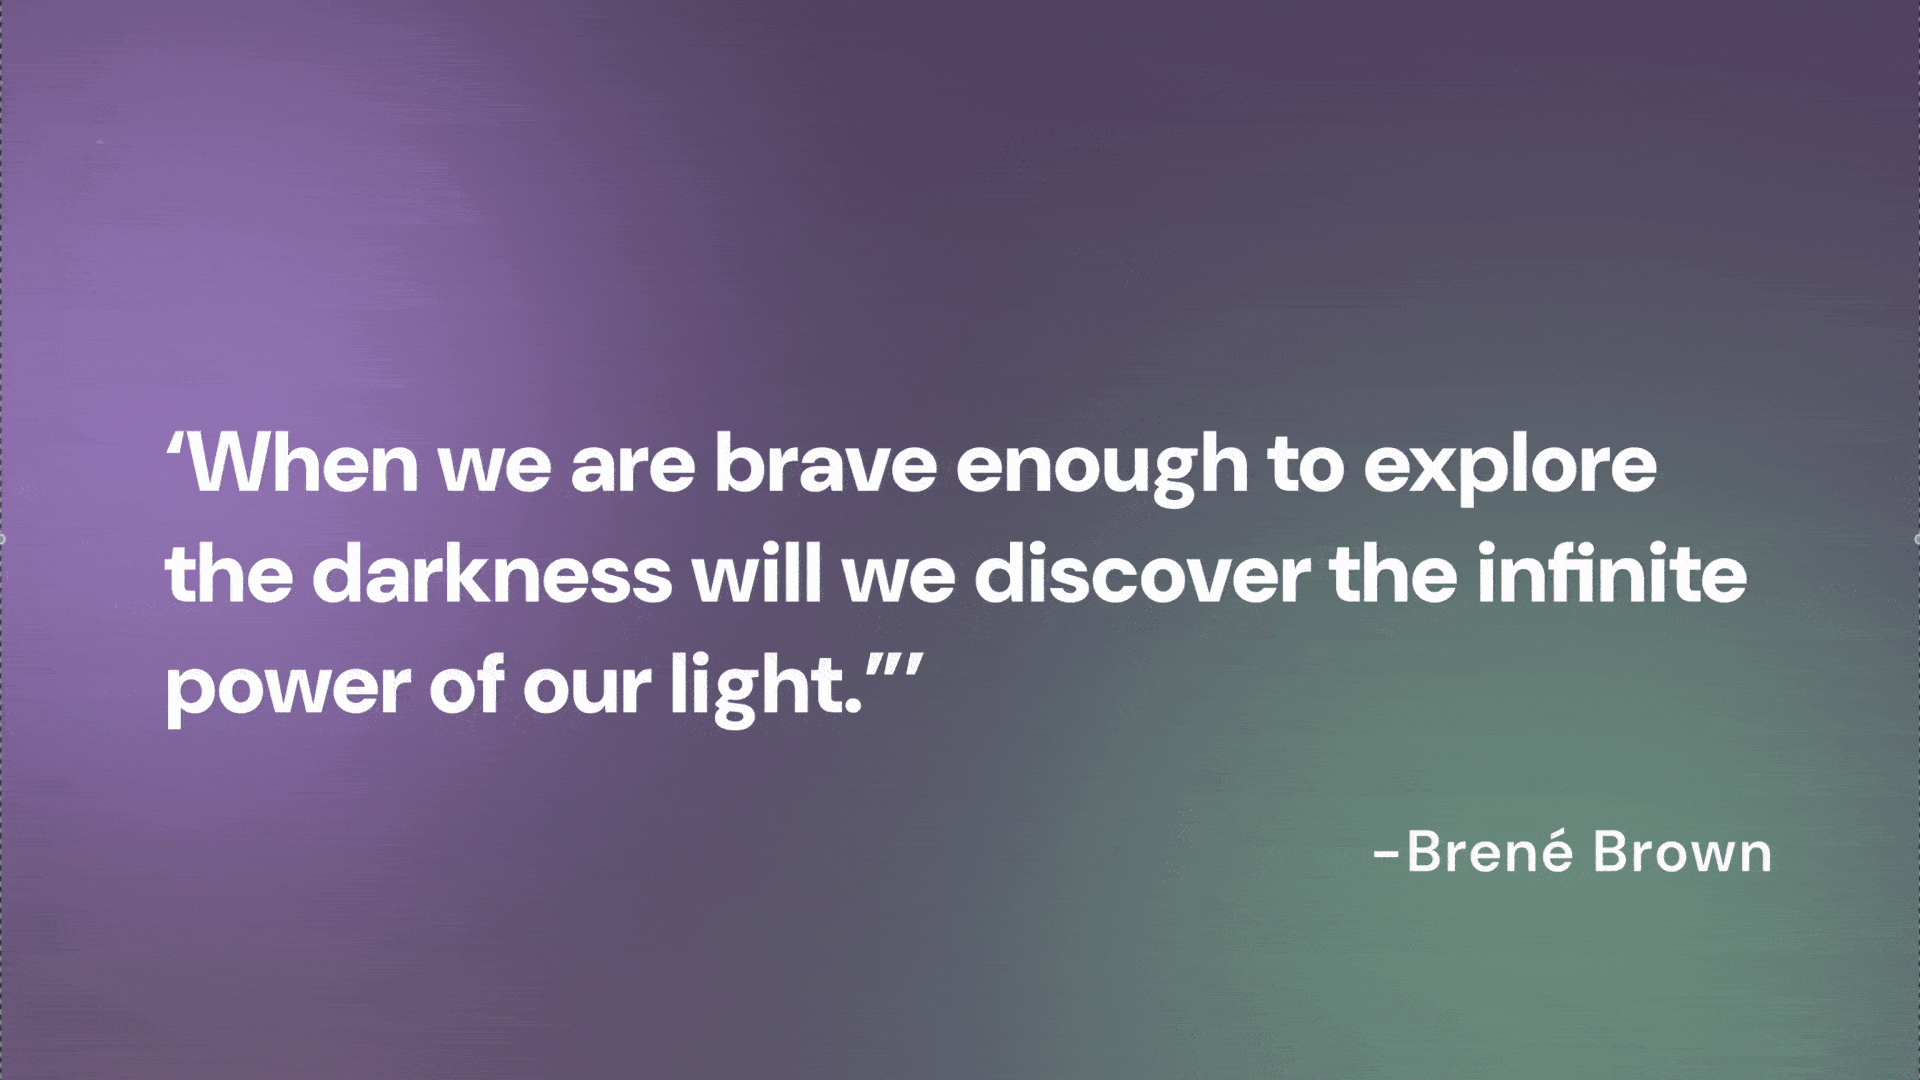 ‘When we are brave enough to explore
the darkness will we discover the infinite
power of our light.”’
–Brené Brown